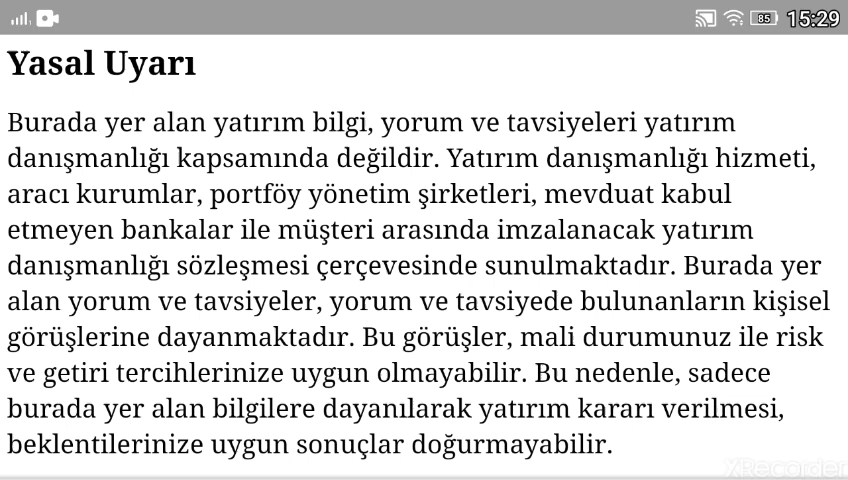 85 15:29
Yasal Uyarı
Burada yer alan yatırım bilgi, yorum ve tavsiyeleri yatırım
danışmanlığı kapsamında değildir. Yatırım danışmanlığı hizmeti,
aracı kurumlar, portföy yönetim şirketleri, mevduat kabul
etmeyen bankalar ile müşteri arasında imzalanacak yatırım
danışmanlığı sözleşmesi çerçevesinde sunulmaktadır. Burada yer
alan yorum ve tavsiyeler, yorum ve tavsiyede bulunanların kişisel
görüşlerine dayanmaktadır. Bu görüşler, mali durumunuz ile risk
ve getiri tercihlerinize uygun olmayabilir. Bu nedenle, sadece
burada yer alan bilgilere dayanılarak yatırım kararı verilmesi,
beklentilerinize uygun sonuçlar doğurmayabilir.
XRecorder